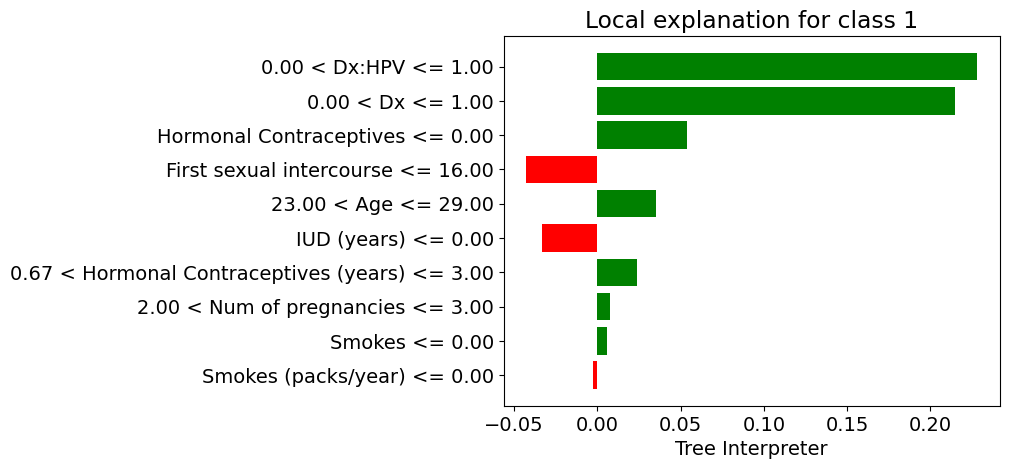 Local explanation for class 1
0.00 < Dx:HPV <= 1.00
0.00 < Dx <= 1.00
Hormonal Contraceptives <= 0.00
First sexual intercourse <= 16.00
23.00 < Age <= 29.00
IUD (years) <= 0.00
0.67 < Hormonal Contraceptives (years) <= 3.00
2.00 < Num of pregnancies <= 3.00
Smokes <= 0.00
Smokes (packs/year) <= 0.00
−0.05 0.00 0.05 0.10 0.15 0.20
Tree Interpreter